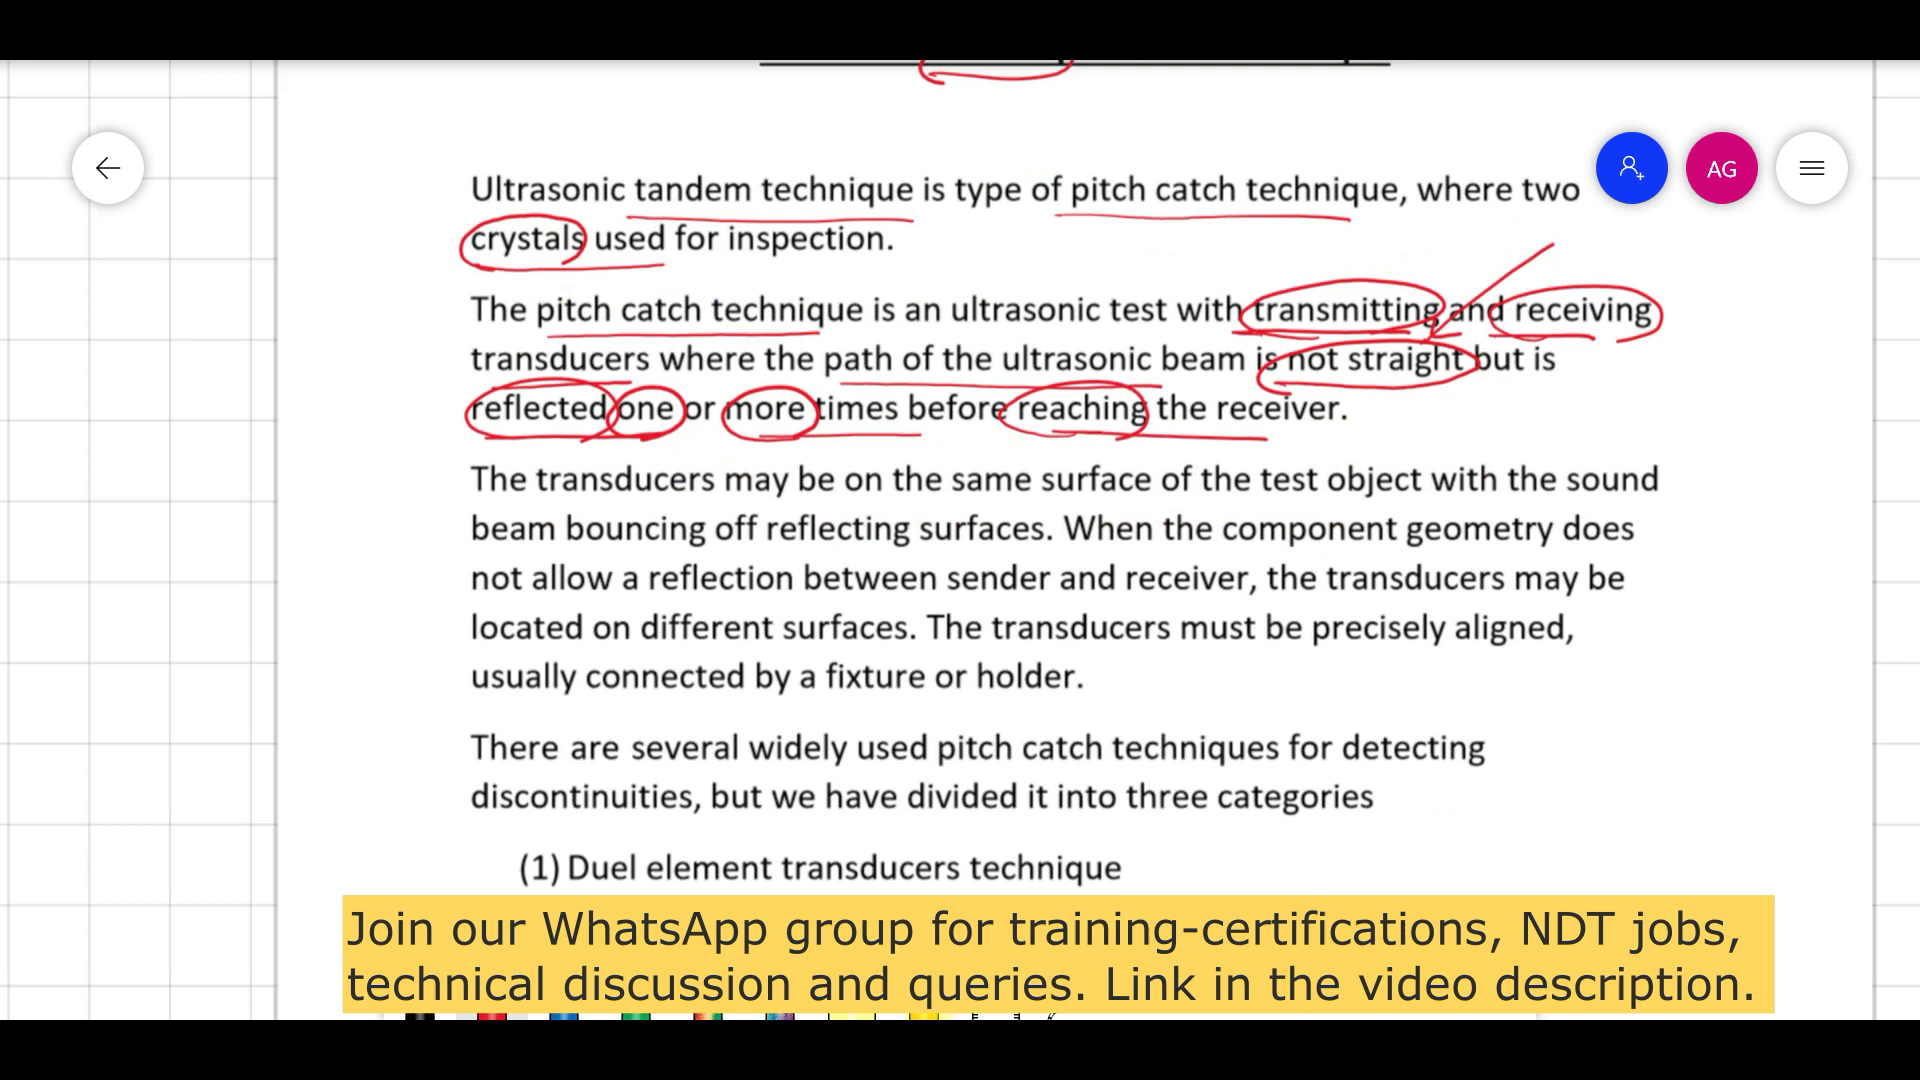 AG
Ultrasonic tandem technique is type of pitch catch technique, where two
crystals used for inspection.
The pitch catch technique is an ultrasonic test with transmitting and receiving
transducers where the path of the ultrasonic beam is not straight but is
reflected one or more times before reaching the receiver.
The transducers may be on the same surface of the test object with the sound
beam bouncing off reflecting surfaces. When the component geometry does
not allow a reflection between sender and receiver, the transducers may be
located on different surfaces. The transducers must be precisely aligned,
usually connected by a fixture or holder.
There are several widely used pitch catch techniques for detecting
discontinuities, but we have divided it into three categories
(1) Duel element transducers technique
Join our WhatsApp group for training-certifications, NDT jobs,
technical discussion and queries. Link in the video description.